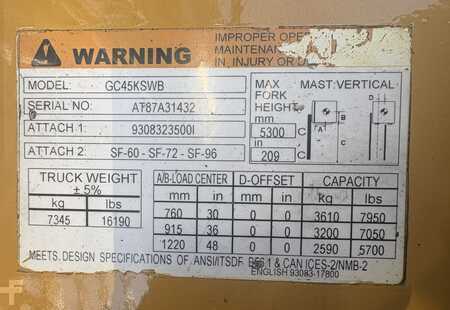 WARNING
IMPROPER OPE
MAINTENAN
IN, INJURY OR D
MODEL: GC45KSWB
SERIAL NO: AT87A31432
ATTACH 1: 9308323500I
ATTACH 2: SF-60 - SF-72 - SF-96
MAX FORK HEIGHT:
mm
5300 C
in
209 C
MAST: VERTICAL
A B C D
TRUCK WEIGHT ± 5%
kg lbs
7345 16190
A/B-LOAD CENTER D-OFFSET CAPACITY
mm in mm in kg lbs
760 30 0 0 3610 7950
915 36 0 0 3200 7050
1220 48 0 0 2590 5700
MEETS DESIGN SPECIFICATIONS OF ANSI/ITSDF B56.1 & CAN ICES-2/NMB-2
ENGLISH 93083-17800